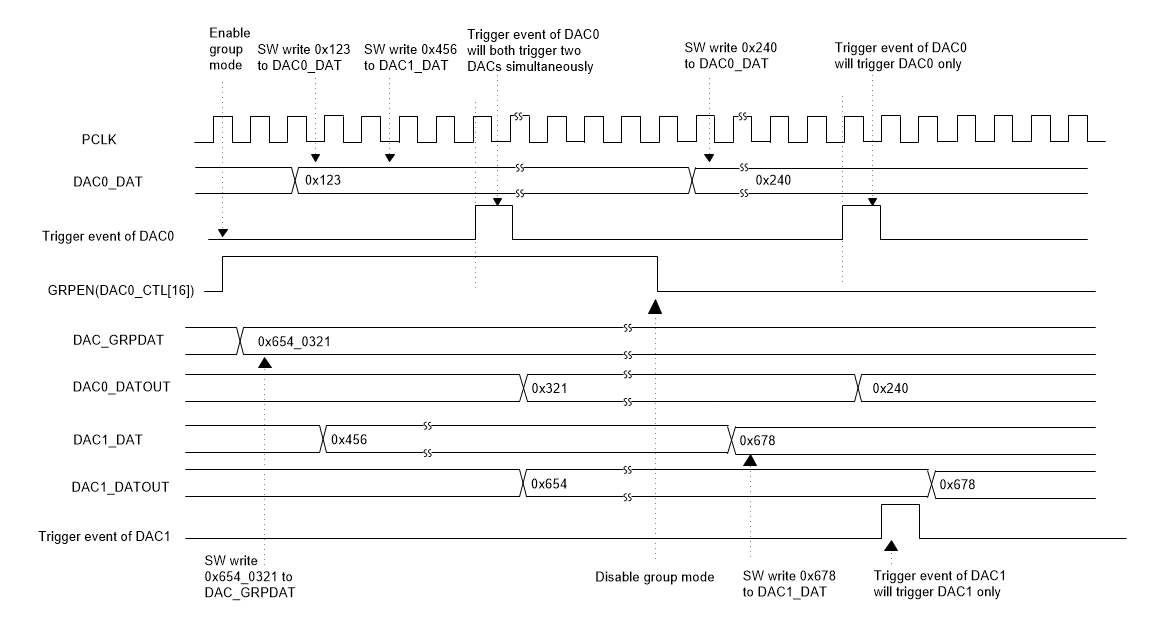 Enable
group
mode
SW write 0x123
to DAC0_DAT
SW write 0x456
to DAC1_DAT
Trigger event of DAC0
will both trigger two
DACs simultaneously
SW write 0x240
to DAC0_DAT
Trigger event of DAC0
will trigger DAC0 only
PCLK
DAC0_DAT
0x123
0x240
Trigger event of DAC0
GRPEN(DAC0_CTL[16])
DAC_GRPDAT
0x654_0321
DAC0_DATOUT
0x321
0x240
DAC1_DAT
0x456
0x678
DAC1_DATOUT
0x654
0x678
Trigger event of DAC1
SW write
0x654_0321 to
DAC_GRPDAT
Disable group mode
SW write 0x678
to DAC1_DAT
Trigger event of DAC1
will trigger DAC1 only